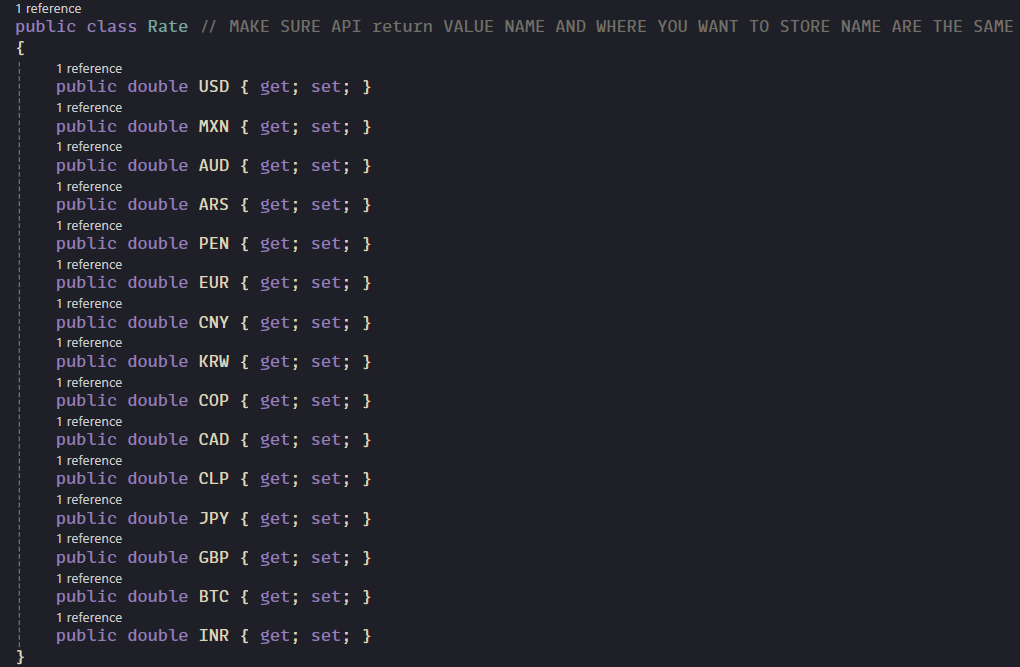 1 reference
public class Rate // MAKE SURE API return VALUE NAME AND WHERE YOU WANT TO STORE NAME ARE THE SAME
{
1 reference
public double USD { get; set; }
1 reference
public double MXN { get; set; }
1 reference
public double AUD { get; set; }
1 reference
public double ARS { get; set; }
1 reference
public double PEN { get; set; }
1 reference
public double EUR { get; set; }
1 reference
public double CNY { get; set; }
1 reference
public double KRW { get; set; }
1 reference
public double COP { get; set; }
1 reference
public double CAD { get; set; }
1 reference
public double CLP { get; set; }
1 reference
public double JPY { get; set; }
1 reference
public double GBP { get; set; }
1 reference
public double BTC { get; set; }
1 reference
public double INR { get; set; }
}